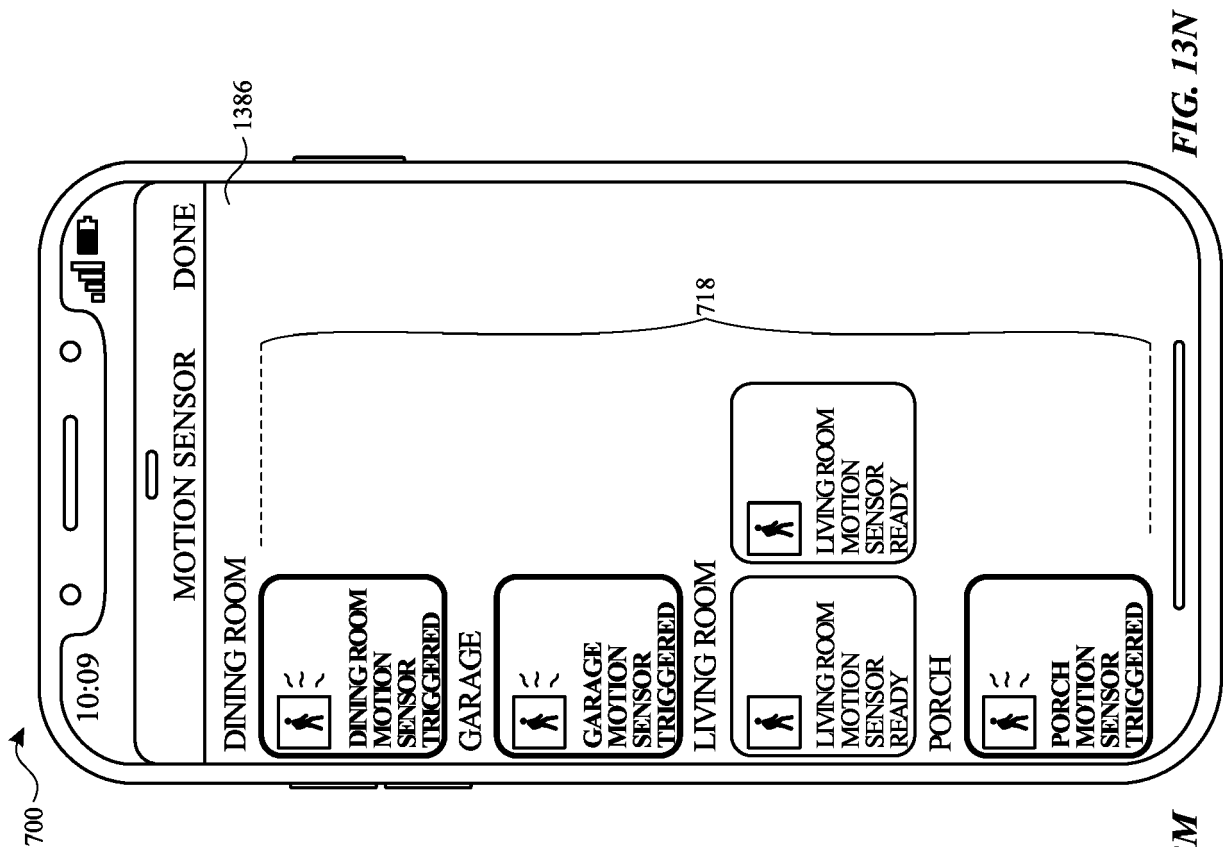 700
10:09
MOTION SENSOR
DONE
1386
DINING ROOM
DINING ROOM
MOTION
SENSOR
TRIGGERED
GARAGE
GARAGE
MOTION
SENSOR
TRIGGERED
718
LIVING ROOM
LIVING ROOM
MOTION
SENSOR
READY
LIVING ROOM
MOTION
SENSOR
READY
PORCH
PORCH
MOTION
SENSOR
TRIGGERED
FIG. 13N